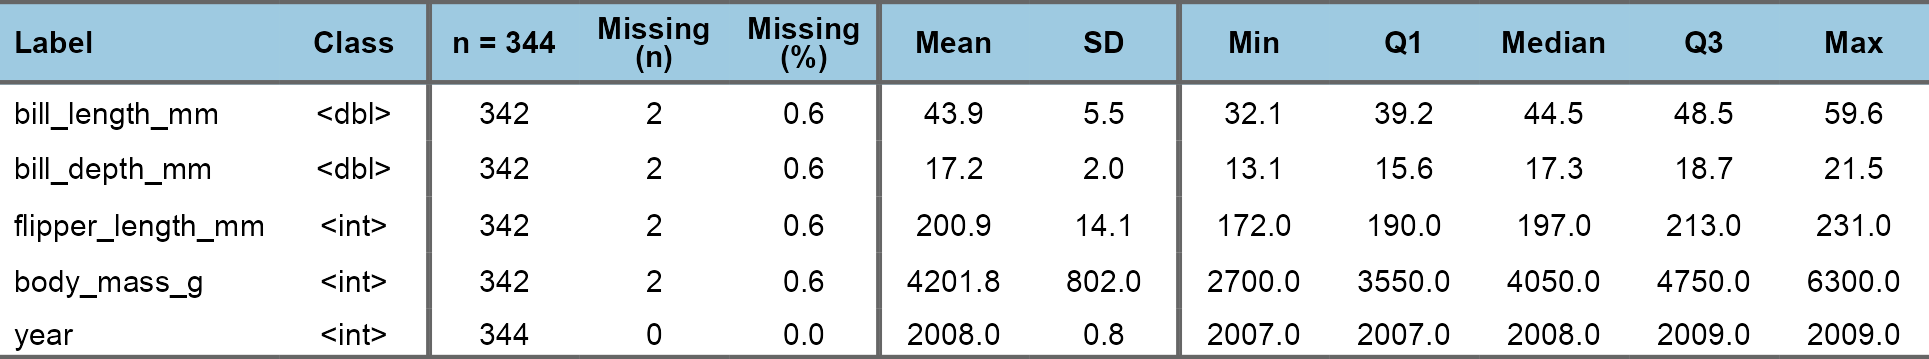 Label Class n = 344 Missing (n) Missing (%) Mean SD Min Q1 Median Q3 Max
bill_length_mm <dbl> 342 2 0.6 43.9 5.5 32.1 39.2 44.5 48.5 59.6
bill_depth_mm <dbl> 342 2 0.6 17.2 2.0 13.1 15.6 17.3 18.7 21.5
flipper_length_mm <int> 342 2 0.6 200.9 14.1 172.0 190.0 197.0 213.0 231.0
body_mass_g <int> 342 2 0.6 4201.8 802.0 2700.0 3550.0 4050.0 4750.0 6300.0
year <int> 344 0 0.0 2008.0 0.8 2007.0 2007.0 2008.0 2009.0 2009.0